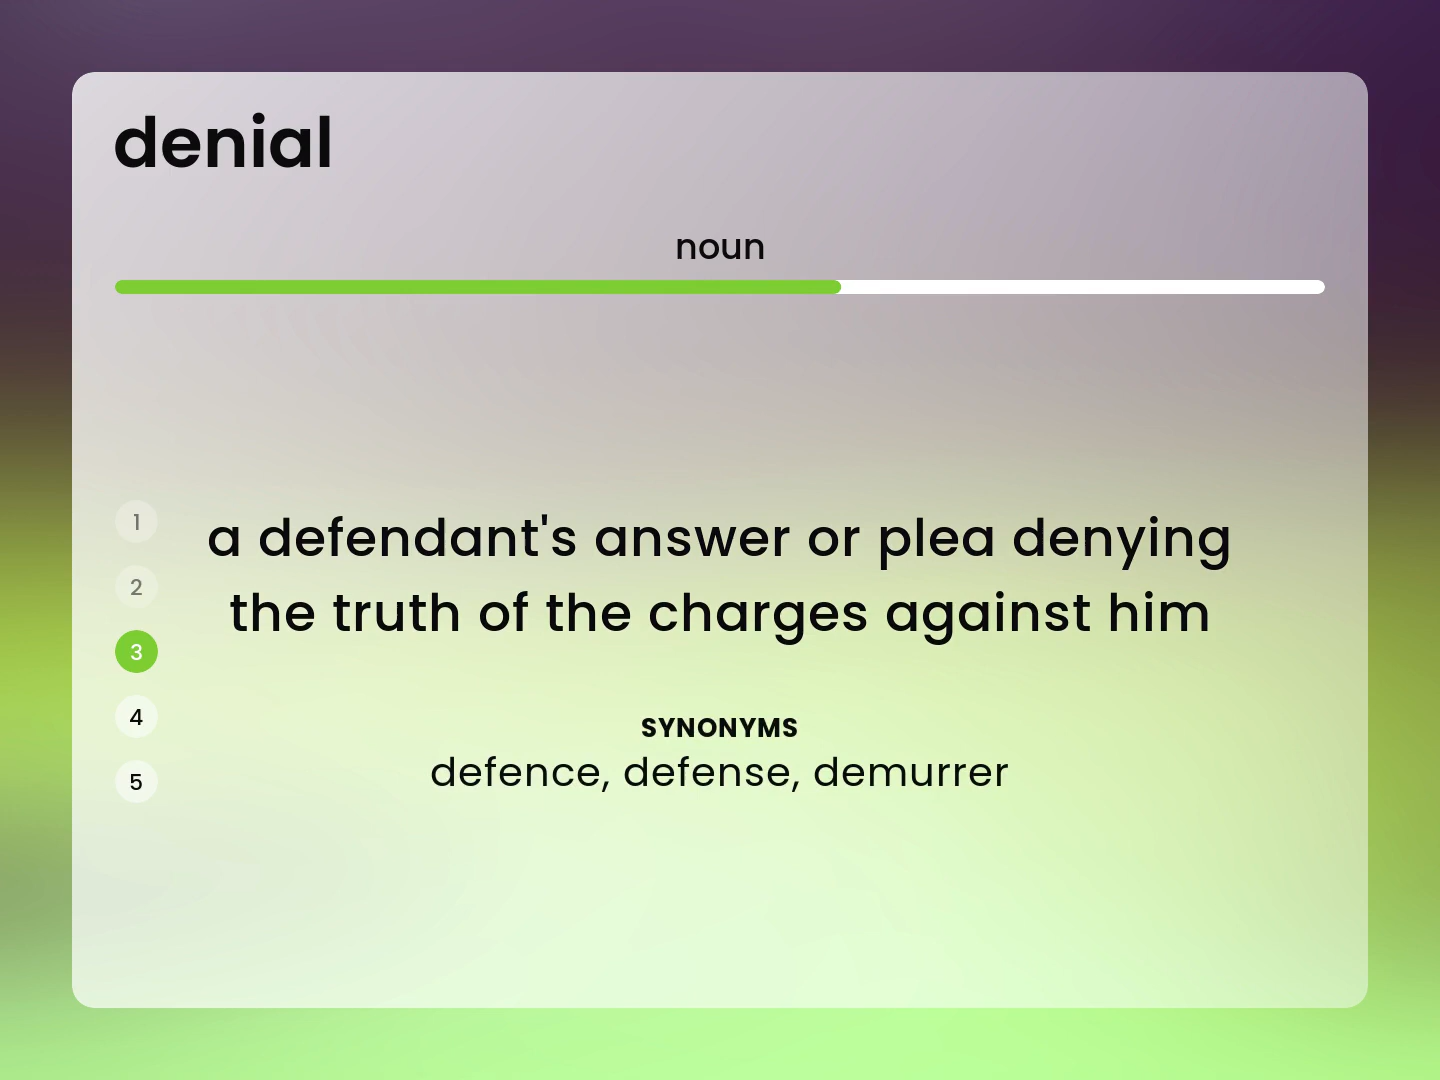 denial
noun
1
2
3
4
5
a defendant's answer or plea denying
the truth of the charges against him
SYNONYMS
defence, defense, demurrer